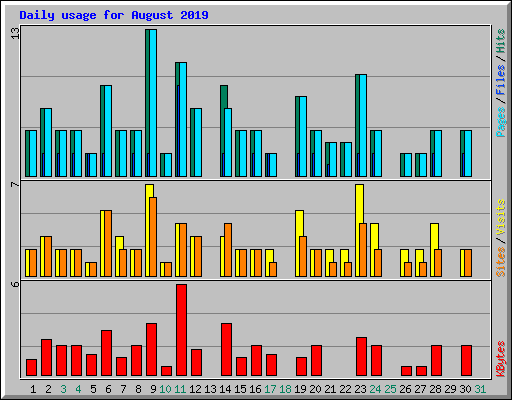 Daily usage for August 2019
13
Pages / Files / Hits
7
Sites / Visits
6
KBytes
1 2 3 4 5 6 7 8 9 10 11 12 13 14 15 16 17 18 19 20 21 22 23 24 25 26 27 28 29 30 31